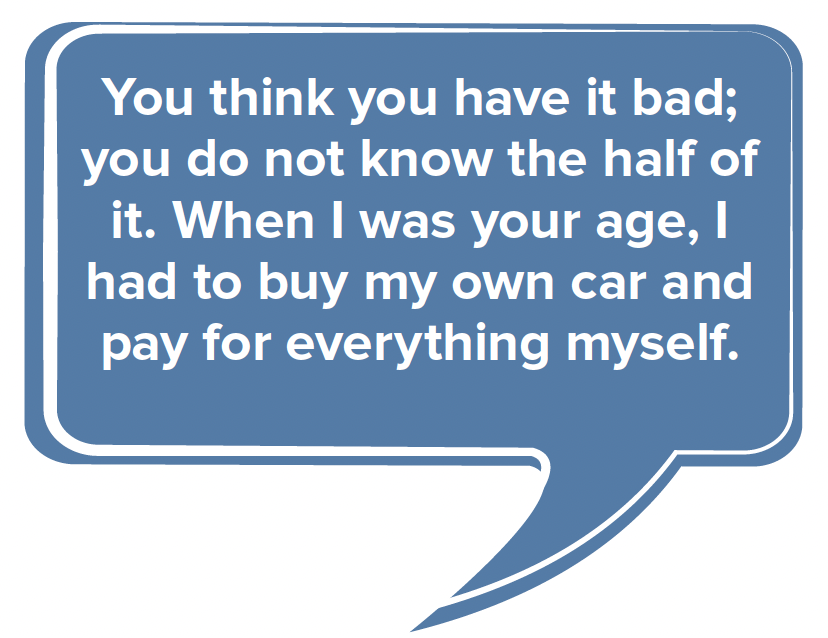 You think you have it bad;
you do not know the half of
it. When I was your age, I
had to buy my own car and
pay for everything myself.